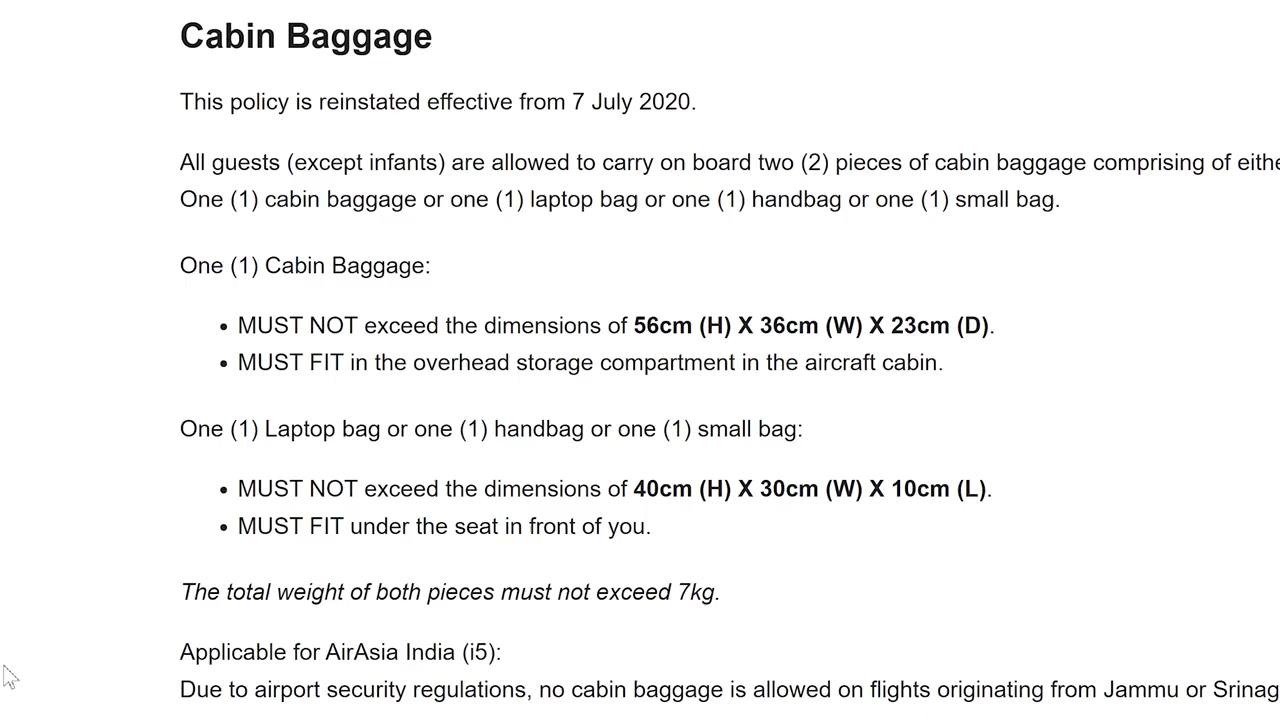 Cabin Baggage
This policy is reinstated effective from 7 July 2020.
All guests (except infants) are allowed to carry on board two (2) pieces of cabin baggage comprising of
One (1) cabin baggage or one (1) laptop bag or one (1) handbag or one (1) small bag.
One (1) Cabin Baggage:
• MUST NOT exceed the dimensions of 56cm (H) X 36cm (W) X 23cm (D).
• MUST FIT in the overhead storage compartment in the aircraft cabin.
One (1) Laptop bag or one (1) handbag or one (1) small bag:
• MUST NOT exceed the dimensions of 40cm (H) X 30cm (W) X 10cm (L).
• MUST FIT under the seat in front of you.
The total weight of both pieces must not exceed 7kg.
Applicable for AirAsia India (i5):
Due to airport security regulations, no cabin baggage is allowed on flights originating from Jammu or